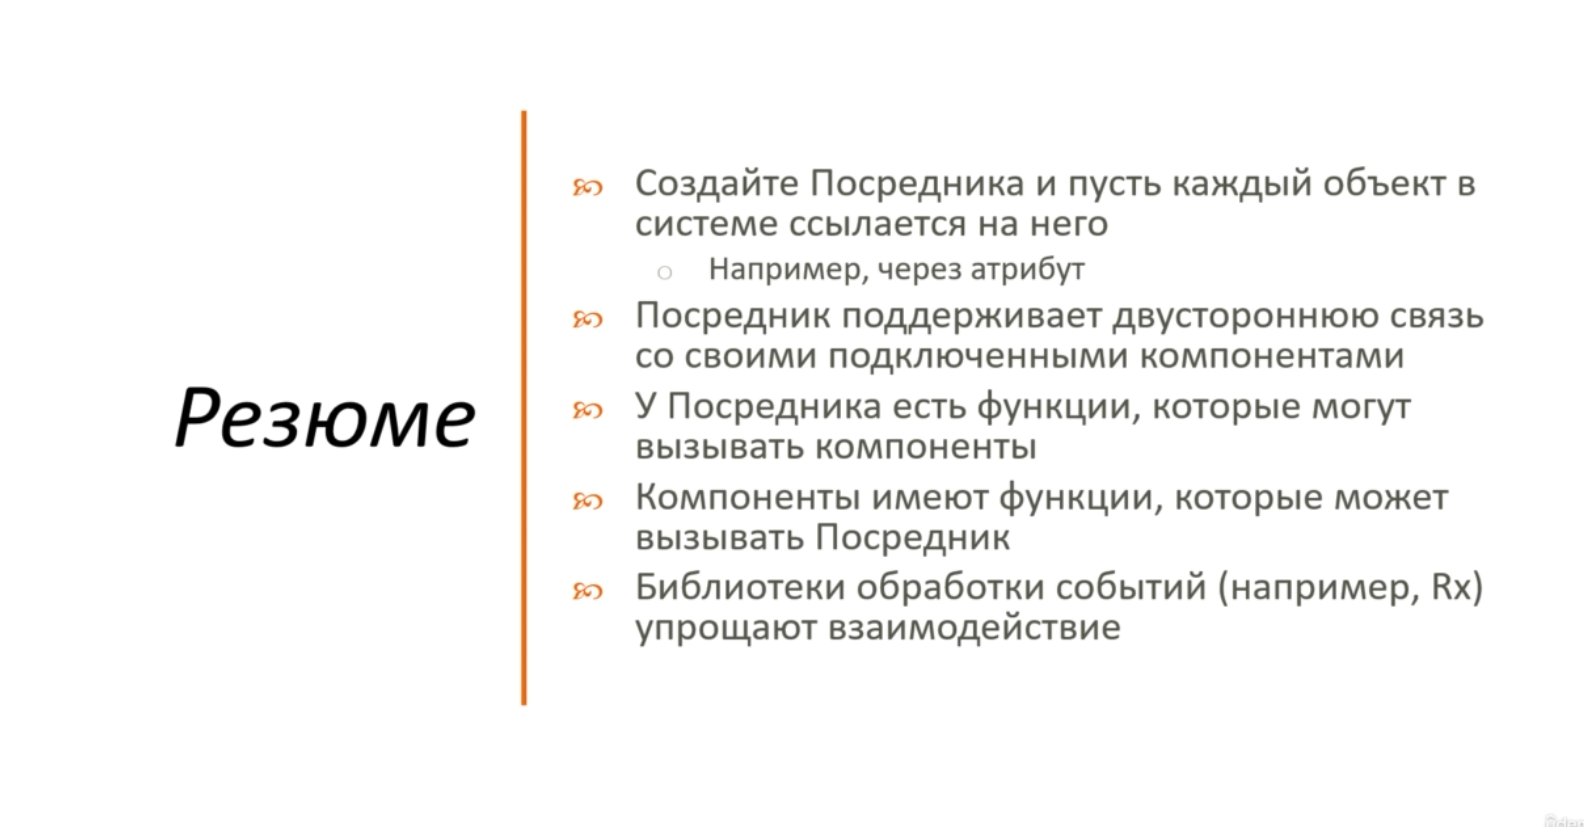 Резюме
Создайте Посредника и пусть каждый объект в
системе ссылается на него
Например, через атрибут
Посредник поддерживает двустороннюю связь
со своими подключенными компонентами
У Посредника есть функции, которые могут
вызывать компоненты
Компоненты имеют функции, которые может
вызывать Посредник
Библиотеки обработки событий (например, Rx)
упрощают взаимодействие